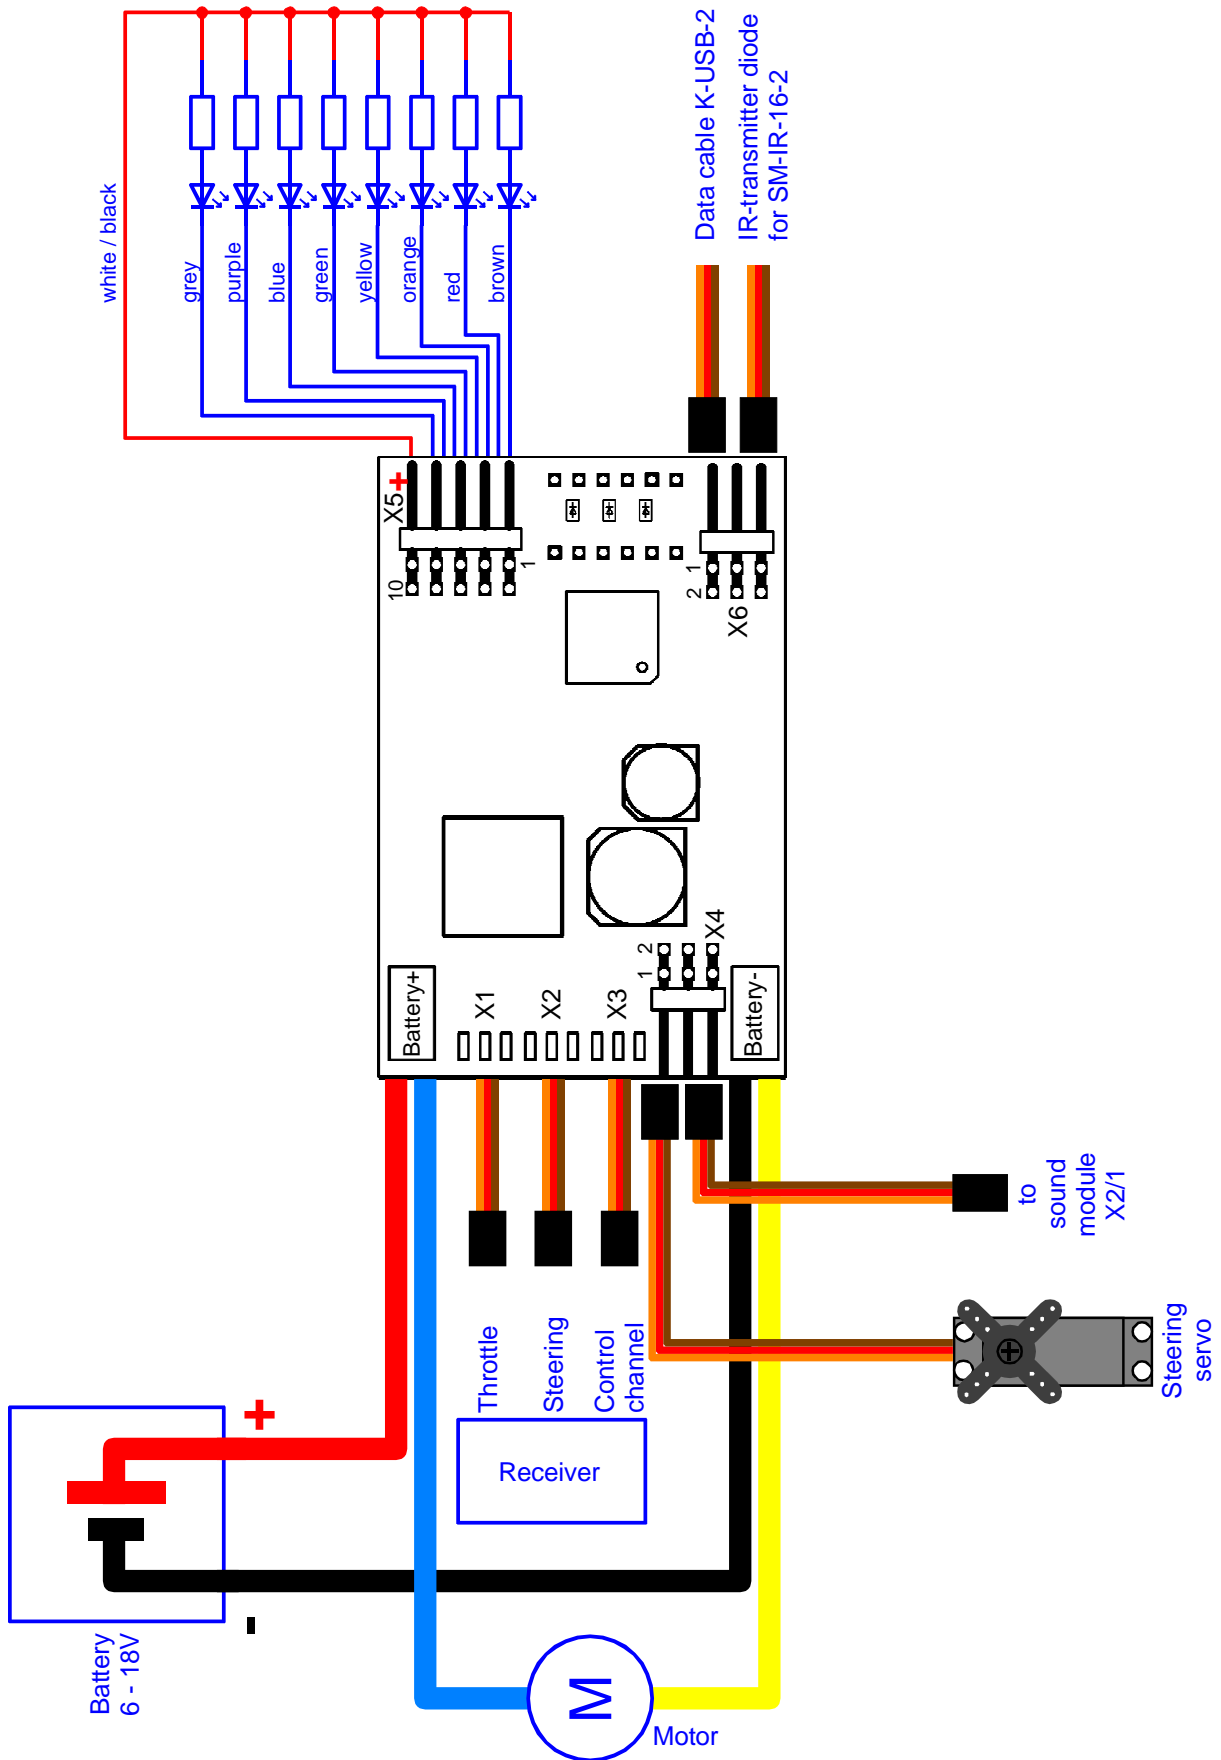 white / black
grey
purple
blue
green
yellow
orange
red
brown
Data cable K-USB-2
IR-transmitter diode
for SM-IR-16-2
X5
+
10
1
2
1
X6
Battery+
X1
X2
X3
1
2
X4
Battery-
Throttle
Steering
Control
channel
Receiver
to
sound
module
X2/1
Steering
servo
+
-
Battery
6 - 18V
M
Motor